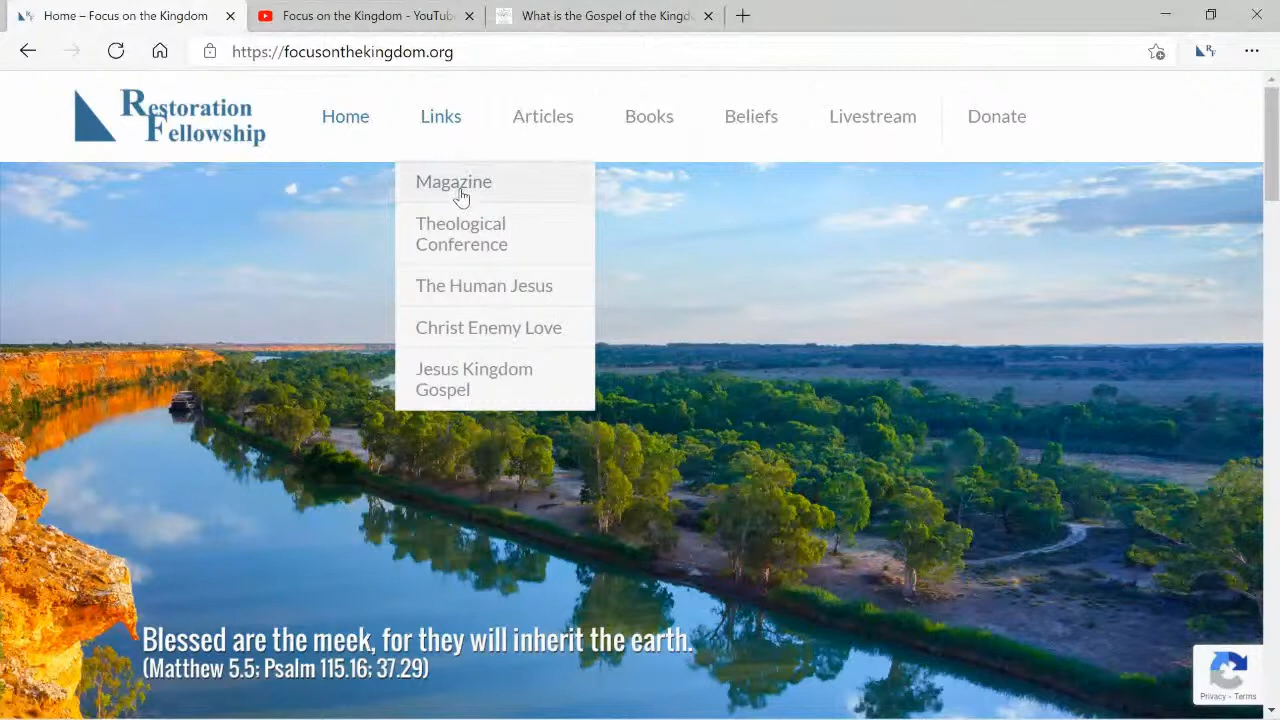 Home – Focus on the Kingdom
Focus on the Kingdom - YouTube
What is the Gospel of the Kingd
https://focusonthekingdom.org
RF
Restoration
Fellowship
Home
Links
Articles
Books
Beliefs
Livestream
Donate
Magazine
Theological
Conference
The Human Jesus
Christ Enemy Love
Jesus Kingdom
Gospel
Blessed are the meek, for they will inherit the earth.
(Matthew 5.5; Psalm 115.16; 37.29)
Privacy - Terms